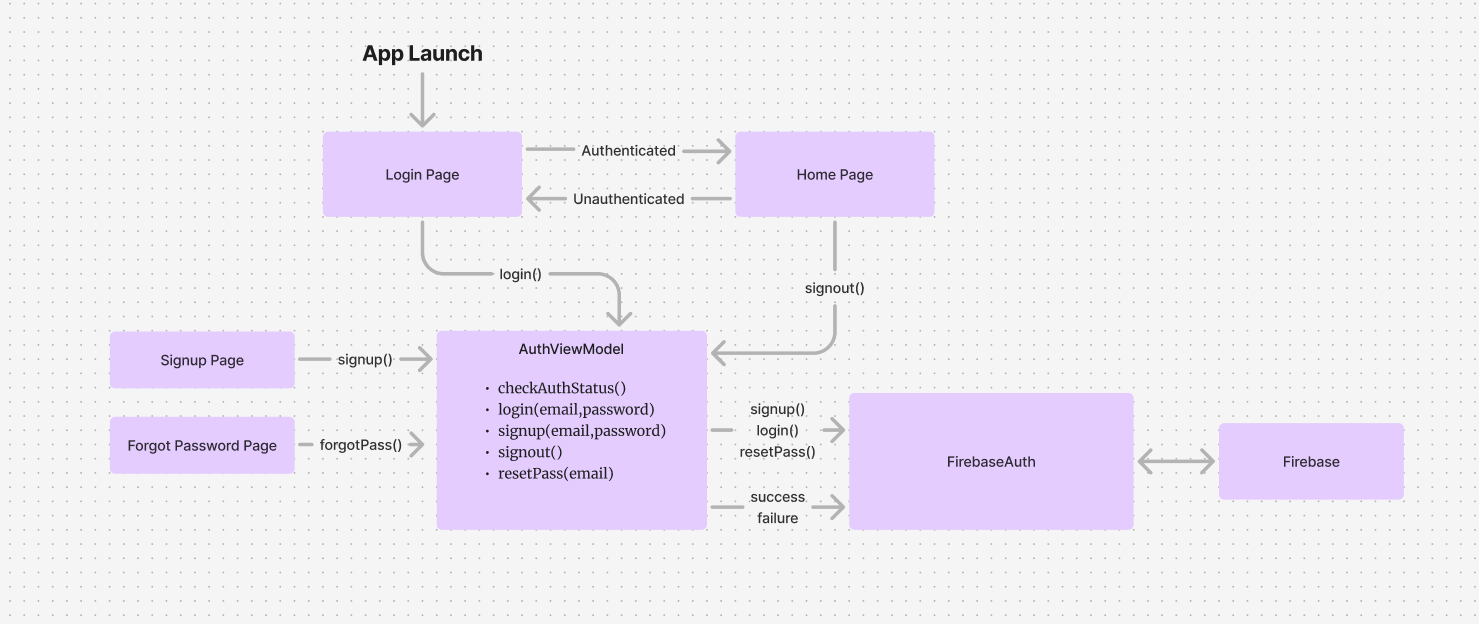 App Launch
Login Page
Authenticated
Unauthenticated
Home Page
login()
signout()
Signup Page
signup()
Forgot Password Page
forgotPass()
AuthViewModel
• checkAuthStatus()
• login(email,password)
• signup(email,password)
• signout()
• resetPass(email)
signup()
login()
resetPass()
success
failure
FirebaseAuth
Firebase